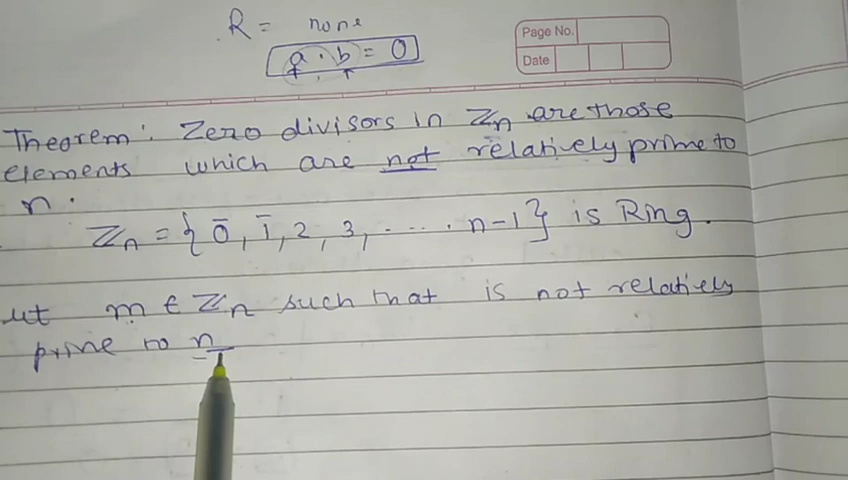 R = none
a · b = 0
Page No.
Date
Theorem: Zero divisors in Zn are those
elements which are not relatively prime to
n.
Zn = { 0̄, 1̄, 2, 3, ..... n-1 } is Ring.
Let m ∈ Zn such that is not relatively
prime to n